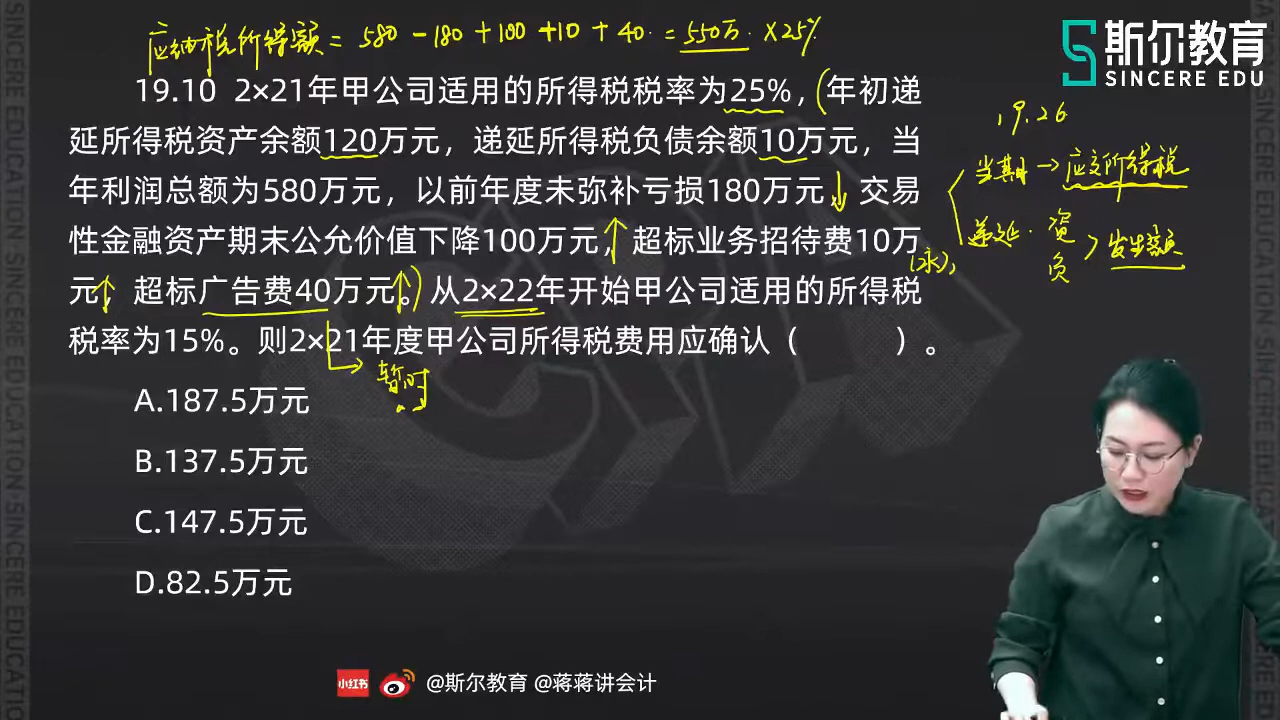 应纳税所得额 = 580 - 180 + 100 + 10 + 40 = 550万 × 25%
斯尔教育
SINCERE EDU
19.10 2×21年甲公司适用的所得税税率为25%，年初递
延所得税资产余额120万元，递延所得税负债余额10万元，当
年利润总额为580万元，以前年度未弥补亏损180万元，交易
性金融资产期末公允价值下降100万元，超标业务招待费10万
元，超标广告费40万元。从2×22年开始甲公司适用的所得税
税率为15%。则2×21年度甲公司所得税费用应确认（　　）。
19.26
当期→应交所得税
递延·资
负
发生额
(永)
暂时
A.187.5万元
B.137.5万元
C.147.5万元
D.82.5万元
小红书
@斯尔教育 @蒋蒋讲会计
SINCERE EDUCATION·SINCERE EDUCATION